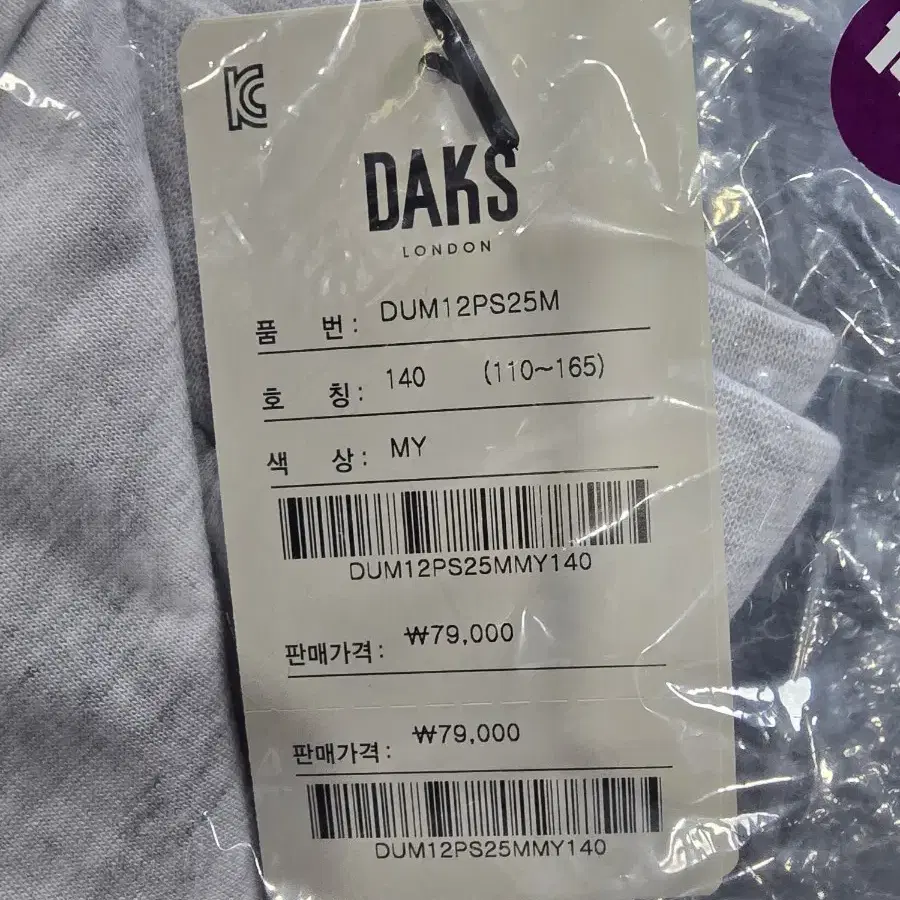 DAKS
LONDON
품 번: DUM12PS25M
호 칭: 140 (110~165)
색 상: MY
DUM12PS25MMY140
판매가격: ₩79,000
판매가격: ₩79,000
DUM12PS25MMY140